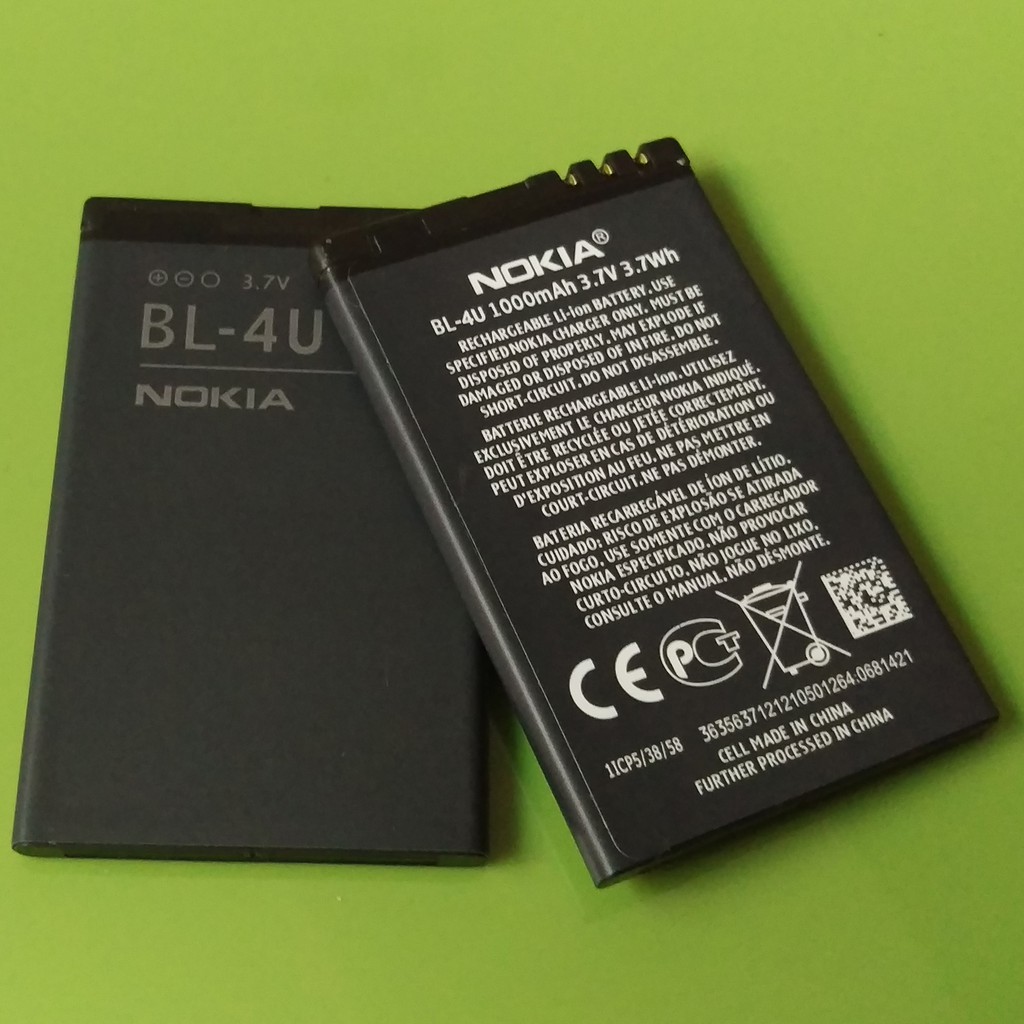 ⊕⊖○ 3.7V
BL-4U
NOKIA
NOKIA®
BL-4U 1000mAh 3.7V 3.7Wh
RECHARGEABLE LI-ion BATTERY. USE
SPECIFIED NOKIA CHARGER ONLY. MUST BE
DISPOSED OF PROPERLY. MAY EXPLODE IF
DAMAGED OR DISPOSED OF IN FIRE. DO NOT
SHORT-CIRCUIT. DO NOT DISASSEMBLE.
BATTERIE RECHARGEABLE Li-ion. UTILISEZ
EXCLUSIVEMENT LE CHARGEUR NOKIA INDIQUÉ.
DOIT ÊTRE RECYCLÉE OU JETÉE CORRECTEMENT.
PEUT EXPLOSER EN CAS DE DÉTÉRIORATION OU
D'EXPOSITION AU FEU. NE PAS METTRE EN
COURT-CIRCUIT. NE PAS DÉMONTER.
BATERIA RECARREGÁVEL DE ÍON DE LÍTIO.
CUIDADO: RISCO DE EXPLOSÃO SE ATIRADA
AO FOGO. USE SOMENTE COM O CARREGADOR
NOKIA ESPECIFICADO. NÃO PROVOCAR
CURTO-CIRCUITO. NÃO JOGUE NO LIXO.
CONSULTE O MANUAL. NÃO DESMONTE.
CE PCT
3635637121210501264:0681421
1ICP5/38/58
CELL MADE IN CHINA
FURTHER PROCESSED IN CHINA